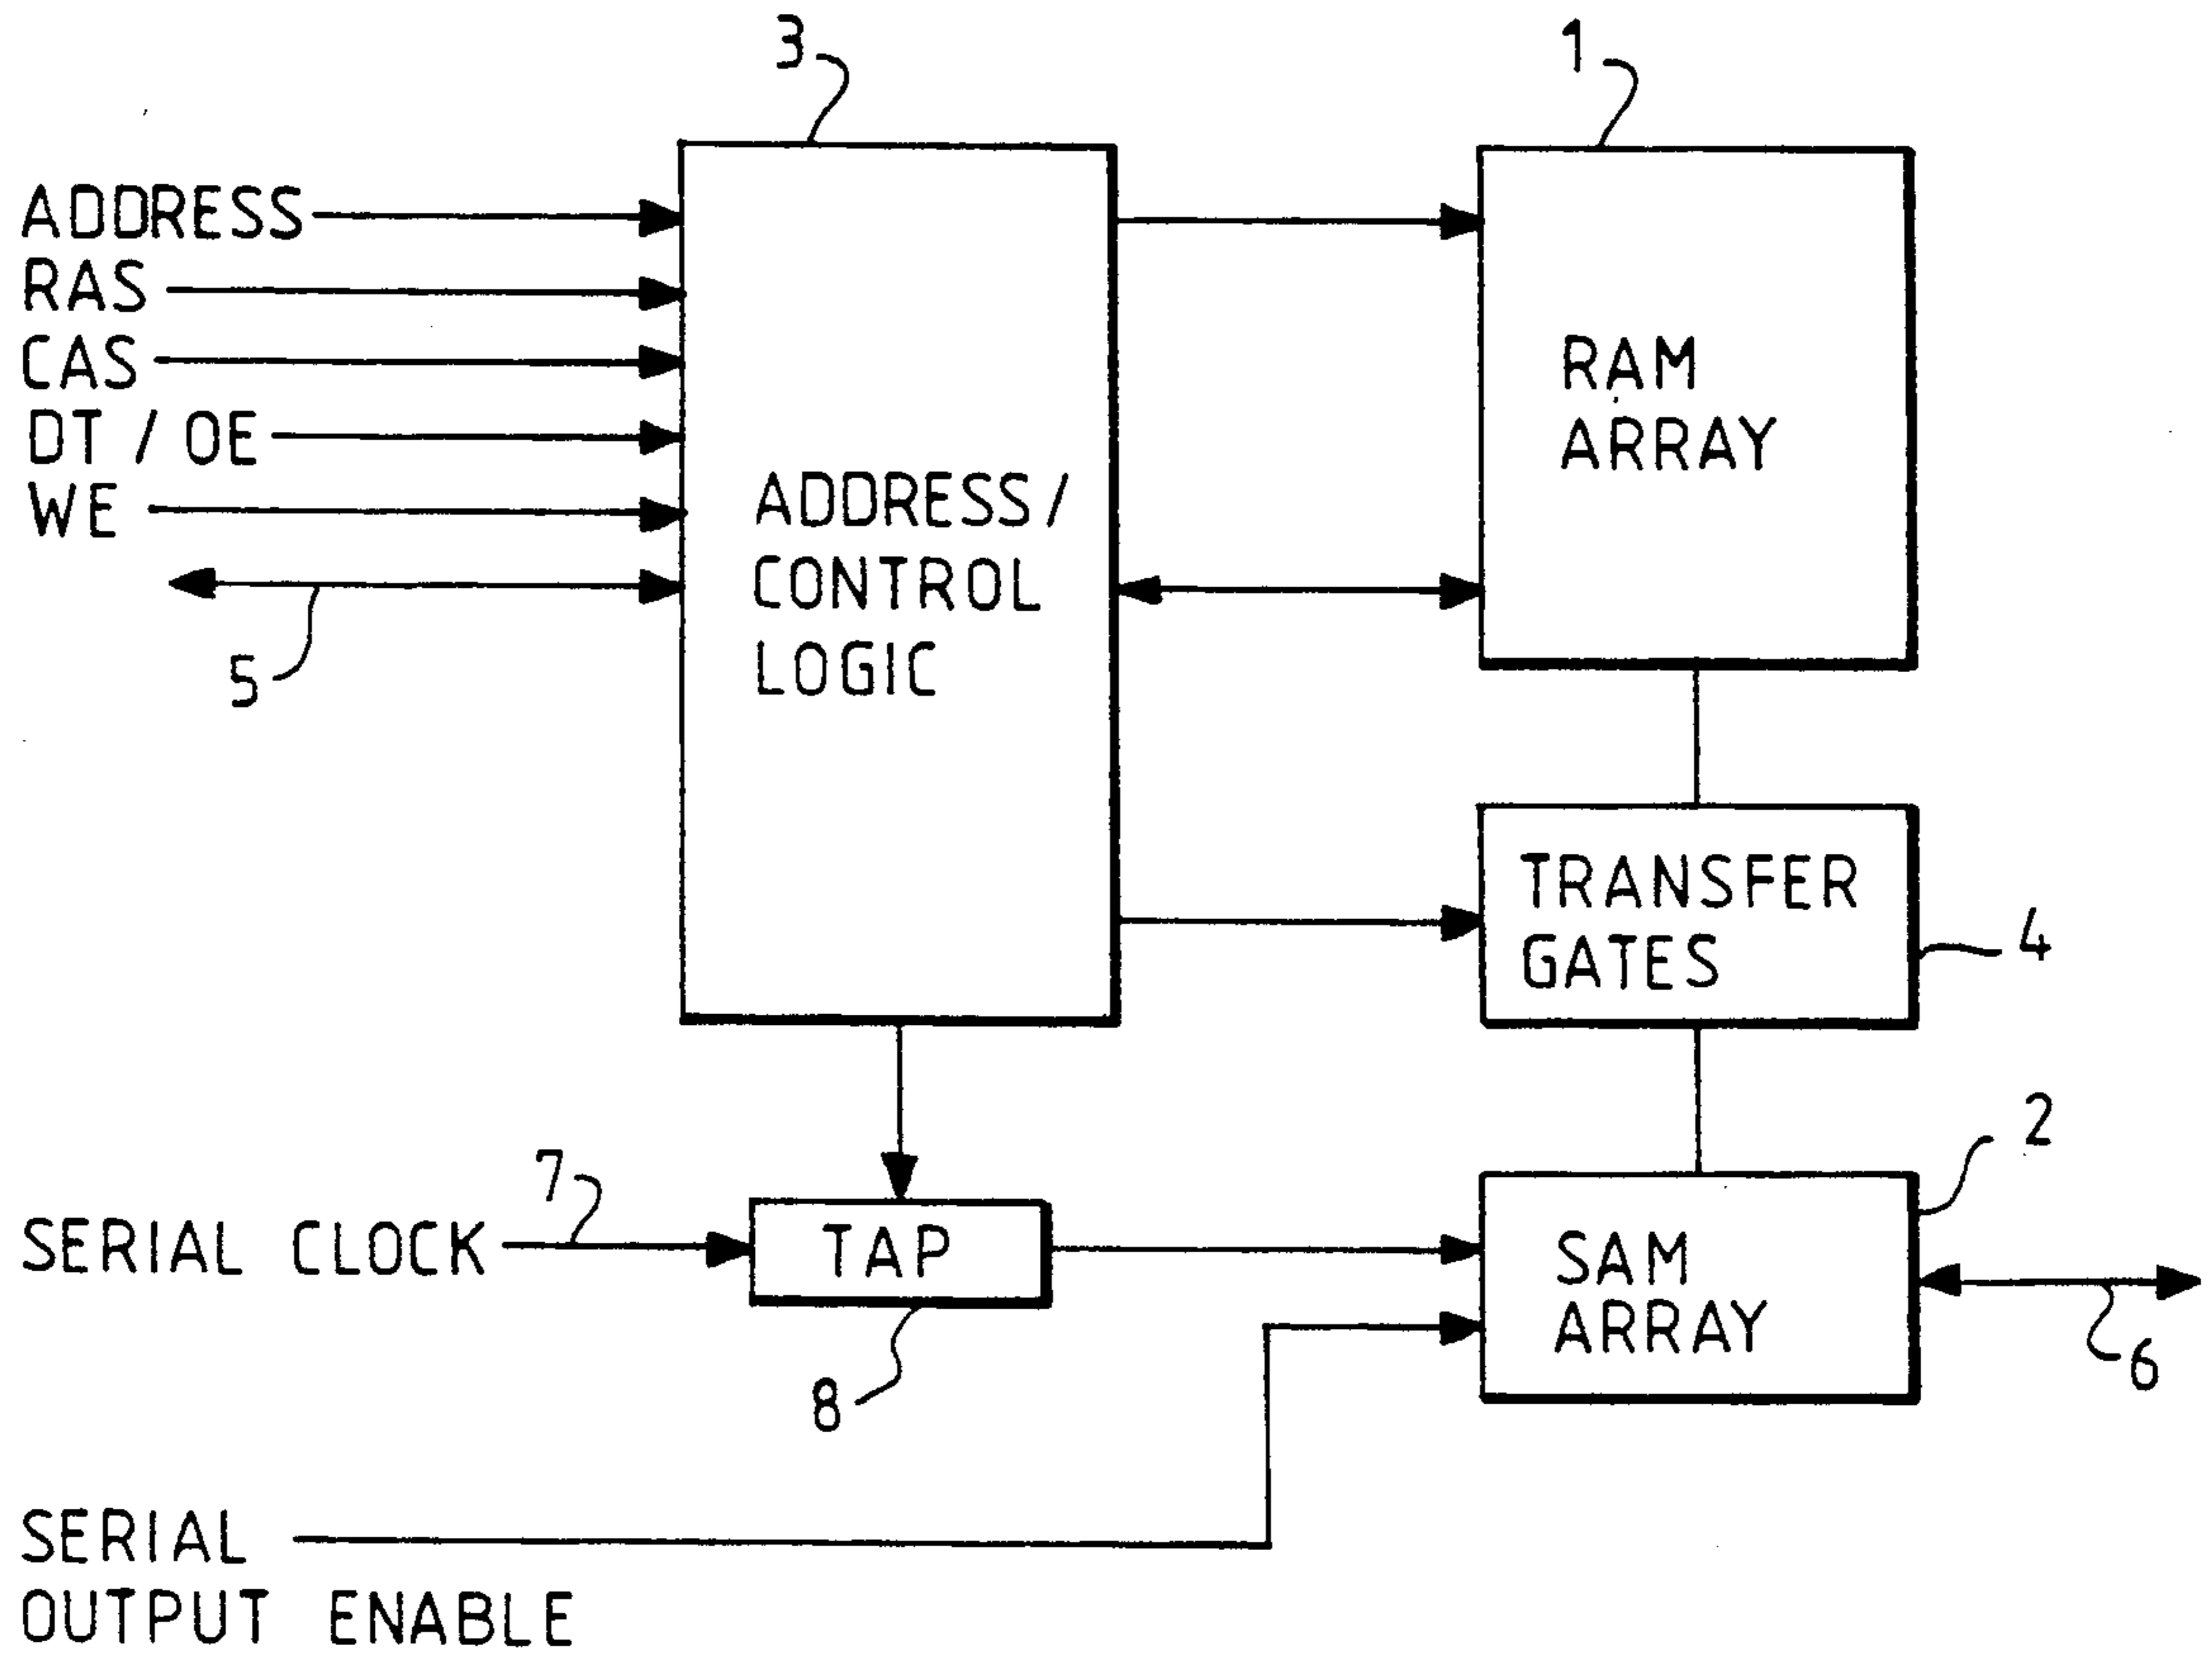 3
1
ADDRESS
RAS
CAS
DT / OE
WE
5
ADDRESS/
CONTROL
LOGIC
RAM
ARRAY
TRANSFER
GATES
4
2
7
SERIAL CLOCK
TAP
8
SAM
ARRAY
6
SERIAL
OUTPUT ENABLE